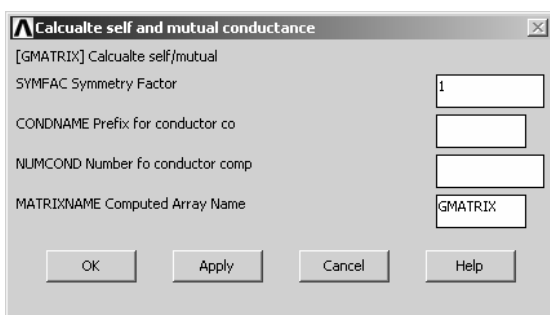 Calcualte self and mutual conductance
[GMATRIX] Calcualte self/mutual
SYMFAC Symmetry Factor
1
CONDNAME Prefix for conductor co
NUMCOND Number fo conductor comp
MATRIXNAME Computed Array Name
GMATRIX
OK Apply Cancel Help